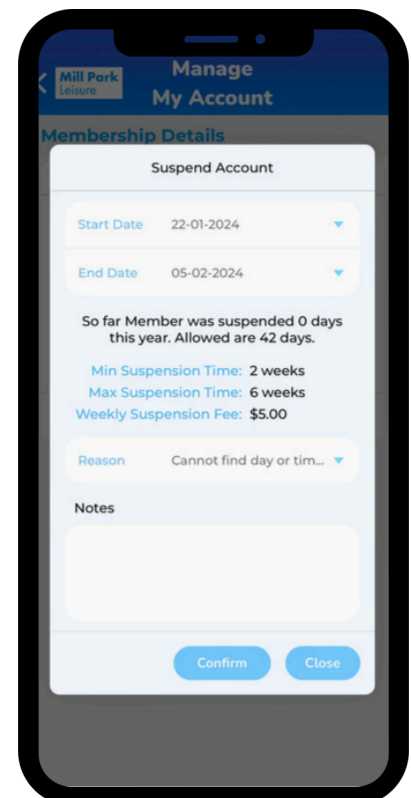 Mill Park
Leisure
Manage
My Account
Membership Details
Suspend Account
Start Date 22-01-2024
End Date 05-02-2024
So far Member was suspended 0 days
this year. Allowed are 42 days.
Min Suspension Time: 2 weeks
Max Suspension Time: 6 weeks
Weekly Suspension Fee: $5.00
Reason Cannot find day or tim...
Notes
Confirm Close